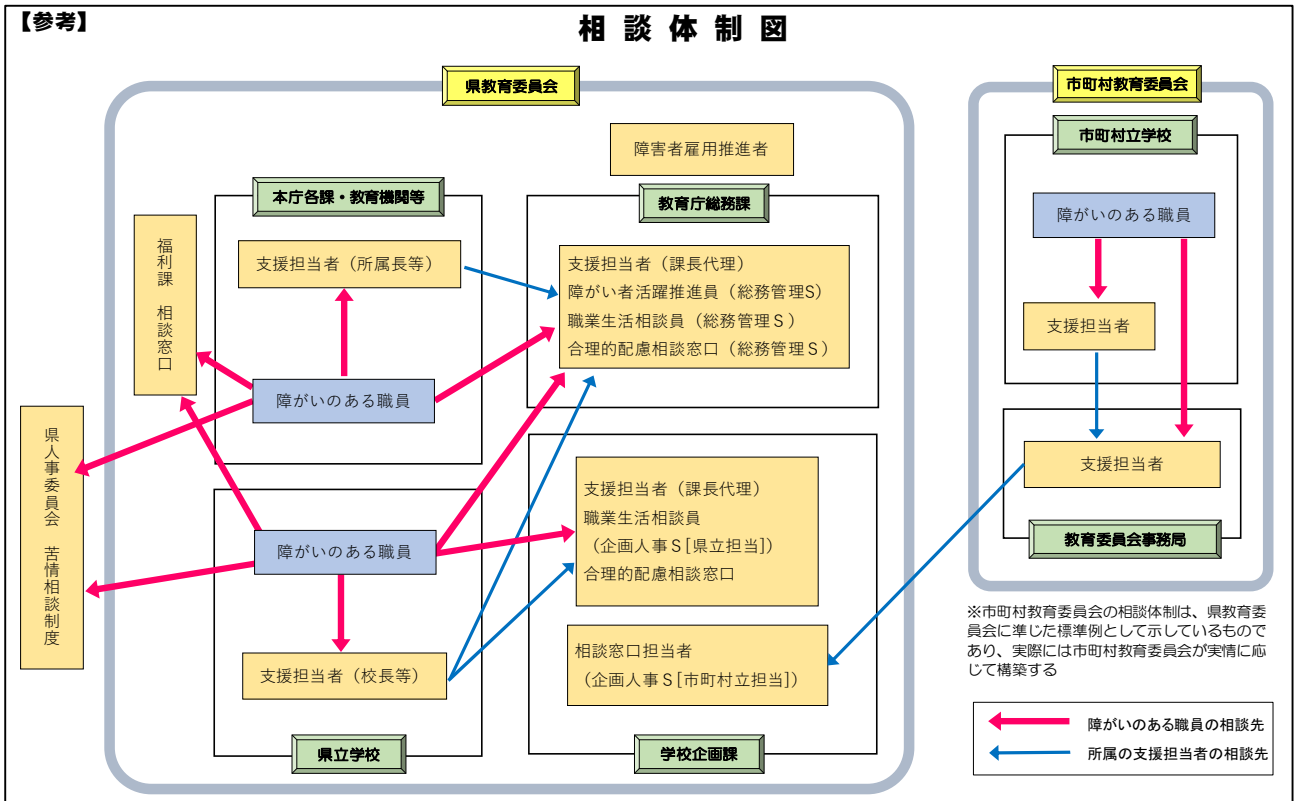 【参考】
相談体制図
県教育委員会
障害者雇用推進者
本庁各課・教育機関等
支援担当者（所属長等）
障がいのある職員
福利課　相談窓口
県人事委員会　苦情相談制度
教育庁総務課
支援担当者（課長代理）
障がい者活躍推進員（総務管理S）
職業生活相談員（総務管理Ｓ）
合理的配慮相談窓口（総務管理Ｓ）
障がいのある職員
支援担当者（校長等）
県立学校
支援担当者（課長代理）
職業生活相談員
（企画人事Ｓ[県立担当]）
合理的配慮相談窓口
相談窓口担当者
（企画人事Ｓ[市町村立担当]）
学校企画課
市町村教育委員会
市町村立学校
障がいのある職員
支援担当者
支援担当者
教育委員会事務局
※市町村教育委員会の相談体制は、県教育委
員会に準じた標準例として示しているもので
あり、実際には市町村教育委員会が実情に応
じて構築する
障がいのある職員の相談先
所属の支援担当者の相談先